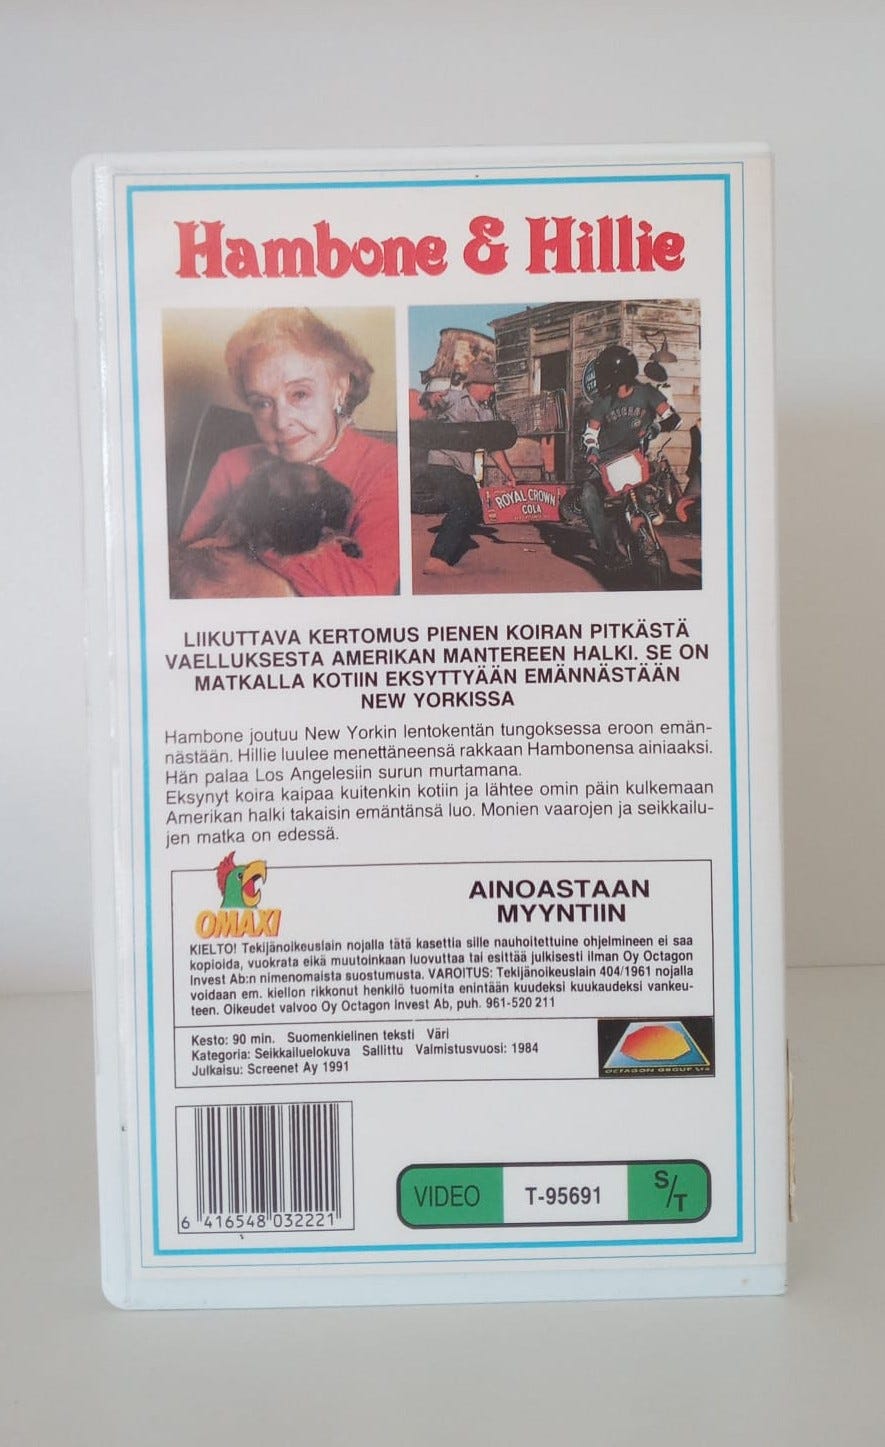 Hambone & Hillie
CHICAGO
ROYAL CROWN
COLA
LIIKUTTAVA KERTOMUS PIENEN KOIRAN PITKÄSTÄ
VAELLUKSESTA AMERIKAN MANTEREEN HALKI. SE ON
MATKALLA KOTIIN EKSYTTYÄÄN EMÄNNÄSTÄÄN
NEW YORKISSA
Hambone joutuu New Yorkin lentokentän tungoksessa eroon emän-
nästään. Hillie luulee menettäneensä rakkaan Hambonensa ainiaaksi.
Hän palaa Los Angelesiin surun murtamana.
Eksynyt koira kaipaa kuitenkin kotiin ja lähtee omin päin kulkemaan
Amerikan halki takaisin emäntänsä luo. Monien vaarojen ja seikkailu-
jen matka on edessä.
OMAXI
AINOASTAAN
MYYNTIIN
KIELTO! Tekijänoikeuslain nojalla tätä kasettia sille nauhoitettuine ohjelmineen ei saa
kopioida, vuokrata eikä muutoinkaan luovuttaa tai esittää julkisesti ilman Oy Octagon
Invest Ab:n nimenomaista suostumusta. VAROITUS: Tekijänoikeuslain 404/1961 nojalla
voidaan em. kiellon rikkonut henkilö tuomita enintään kuudeksi kuukaudeksi vankeu-
teen. Oikeudet valvoo Oy Octagon Invest Ab, puh. 961-520 211
Kesto: 90 min. Suomenkielinen teksti Väri
Kategoria: Seikkailuelokuva Sallittu Valmistusvuosi: 1984
Julkaisu: Screenet Ay 1991
OCTAGON GROUP Ltd
6 416548 032221
VIDEO T-95691 S/T